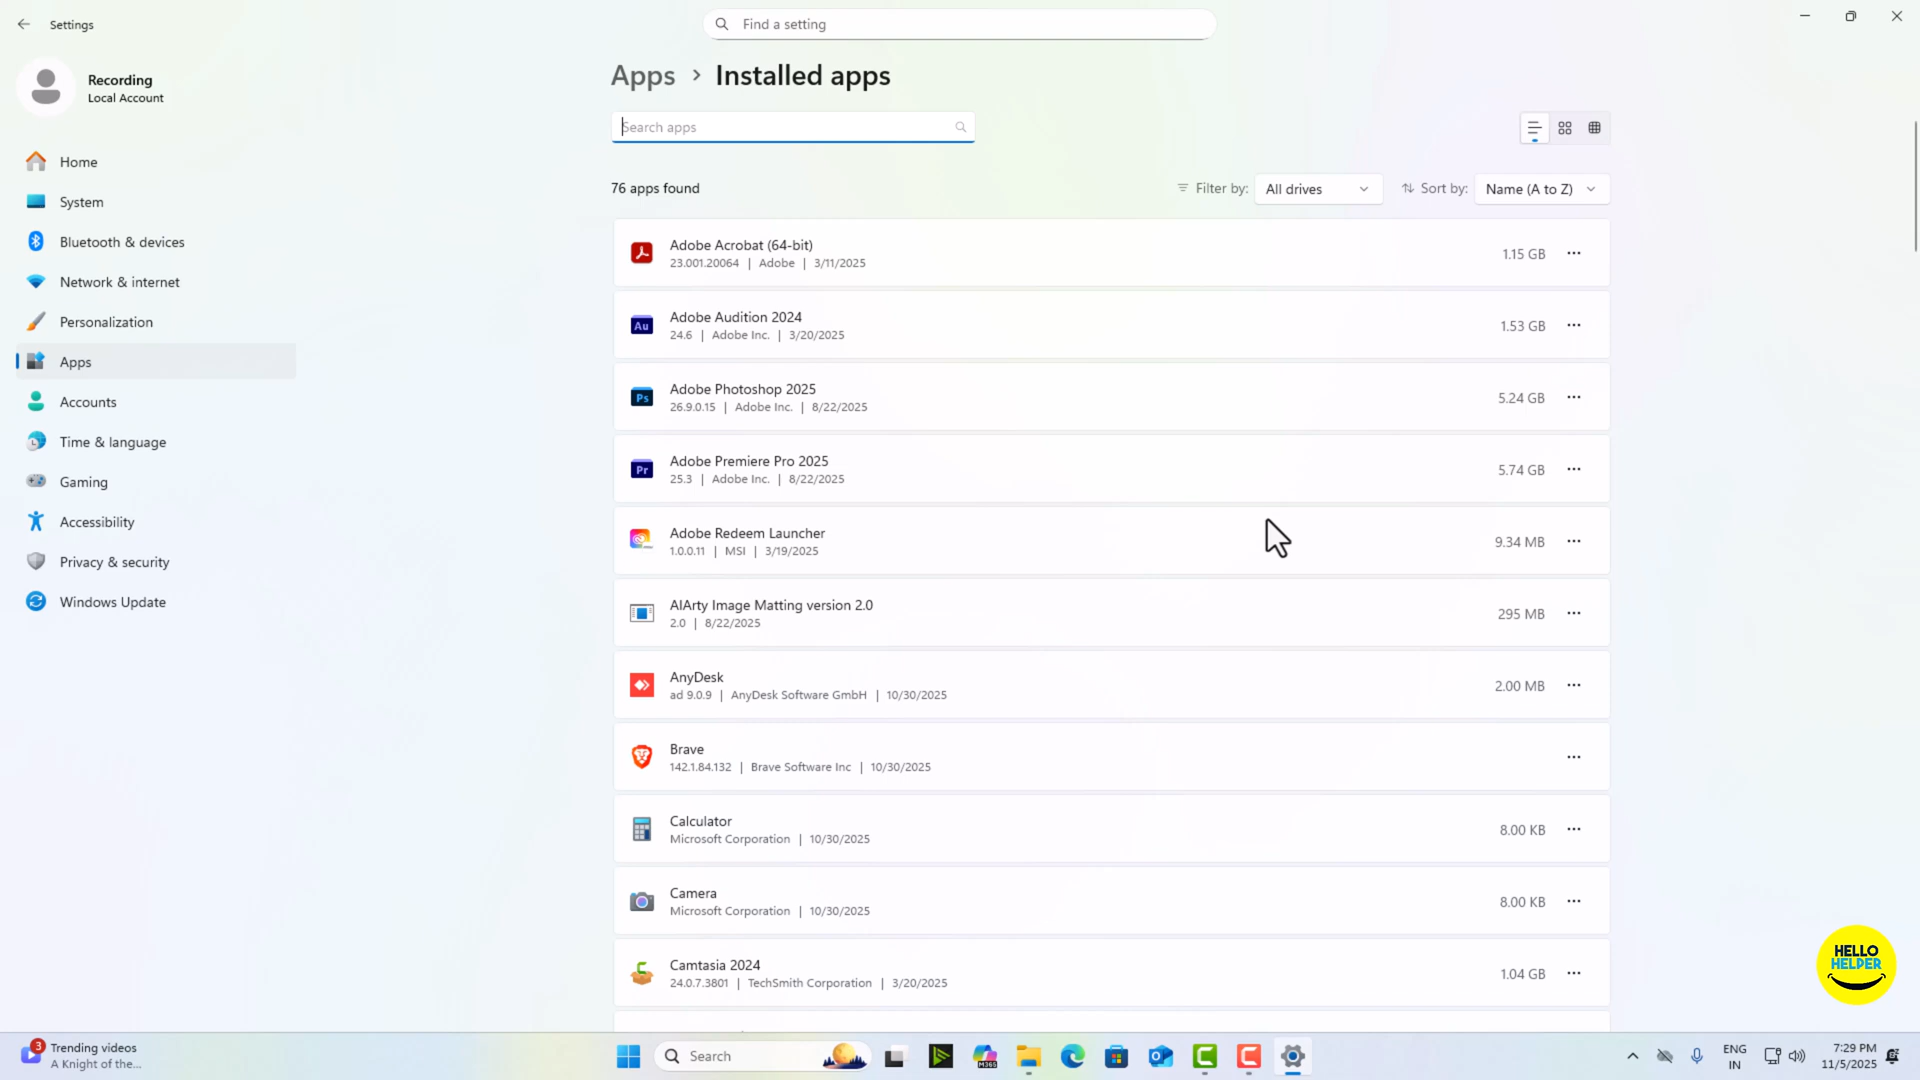 Settings
Find a setting
Recording
Local Account
Home
System
Bluetooth & devices
Network & internet
Personalization
Apps
Accounts
Time & language
Gaming
Accessibility
Privacy & security
Windows Update
Apps > Installed apps
Search apps
76 apps found
Filter by: All drives
Sort by: Name (A to Z)
Adobe Acrobat (64-bit)
23.001.20064 | Adobe | 3/11/2025
1.15 GB
Adobe Audition 2024
24.6 | Adobe Inc. | 3/20/2025
1.53 GB
Adobe Photoshop 2025
26.9.0.15 | Adobe Inc. | 8/22/2025
5.24 GB
Adobe Premiere Pro 2025
25.3 | Adobe Inc. | 8/22/2025
5.74 GB
Adobe Redeem Launcher
1.0.0.11 | MSI | 3/19/2025
9.34 MB
AIArty Image Matting version 2.0
2.0 | 8/22/2025
295 MB
AnyDesk
ad 9.0.9 | AnyDesk Software GmbH | 10/30/2025
2.00 MB
Brave
142.1.84.132 | Brave Software Inc | 10/30/2025
Calculator
Microsoft Corporation | 10/30/2025
8.00 KB
Camera
Microsoft Corporation | 10/30/2025
8.00 KB
Camtasia 2024
24.0.7.3801 | TechSmith Corporation | 3/20/2025
1.04 GB
HELLO
HELPER
3
Trending videos
A Knight of the...
Search
M365
ENG
IN
7:29 PM
11/5/2025
Au
Ps
Pr